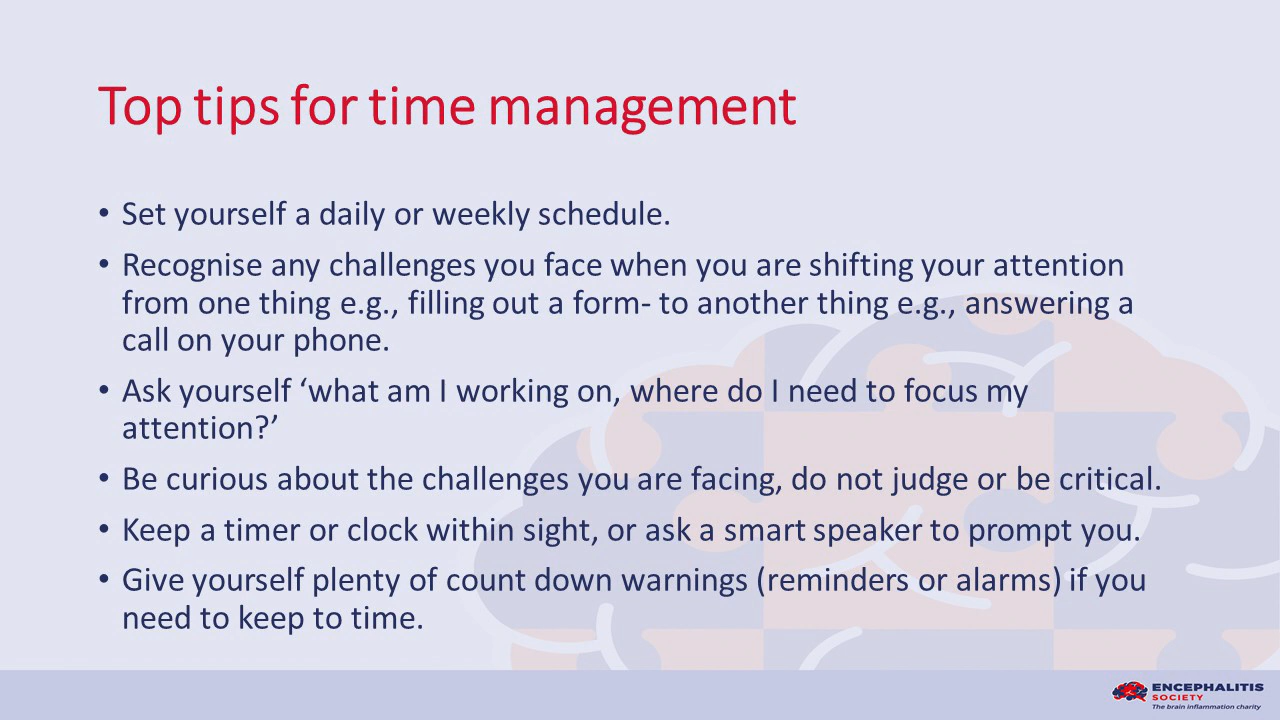 Top tips for time management
• Set yourself a daily or weekly schedule.
• Recognise any challenges you face when you are shifting your attention
from one thing e.g., filling out a form- to another thing e.g., answering a
call on your phone.
• Ask yourself ‘what am I working on, where do I need to focus my
attention?’
• Be curious about the challenges you are facing, do not judge or be critical.
• Keep a timer or clock within sight, or ask a smart speaker to prompt you.
• Give yourself plenty of count down warnings (reminders or alarms) if you
need to keep to time.
ENCEPHALITIS
SOCIETY
The brain inflammation charity